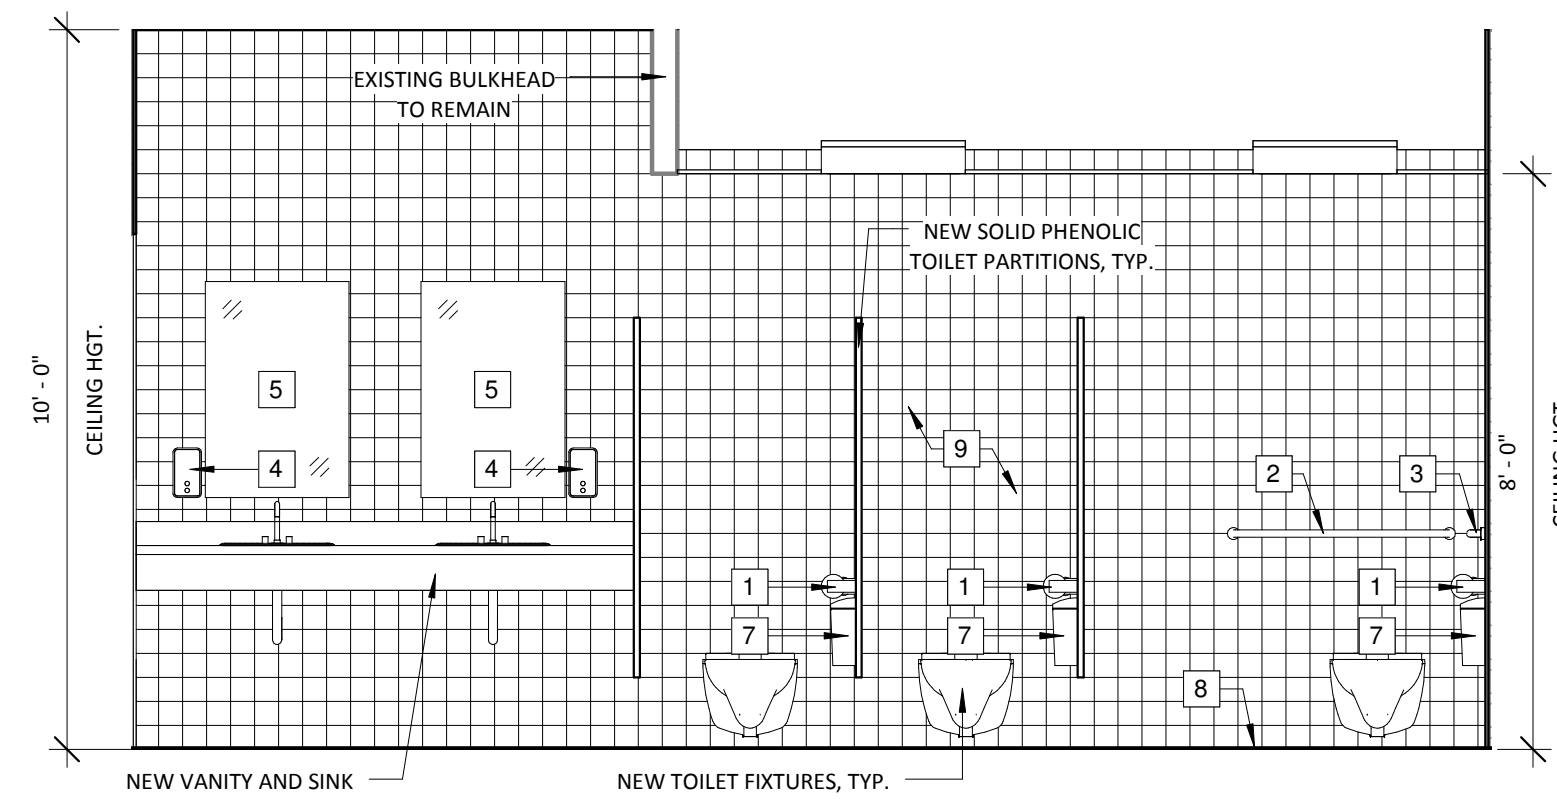 EXISTING BULKHEAD
TO REMAIN
NEW SOLID PHENOLIC
TOILET PARTITIONS, TYP.
10' - 0"
CEILING HGT.
5
5
4
4
9
2
3
8' - 0"
1
1
1
7
7
7
8
NEW VANITY AND SINK
NEW TOILET FIXTURES, TYP.